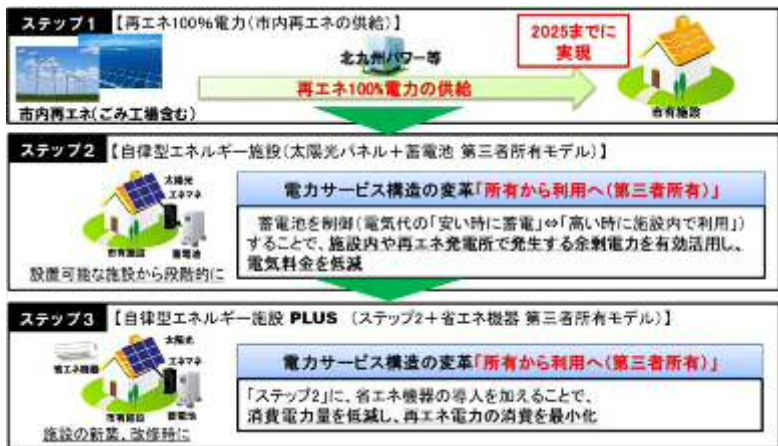 ステップ1 【再エネ100%電力(市内再エネの供給)】
北九州パワー等
2025までに
実現
再エネ100%電力の供給
市内再エネ(ごみ工場含む)
市有施設
ステップ2 【自律型エネルギー施設(太陽光パネル+蓄電池 第三者所有モデル)】
太陽光
エネマネ
市有施設
蓄電池
設置可能な施設から段階的に
電力サービス構造の変革「所有から利用へ(第三者所有)」
蓄電池を制御(電気代の「安い時に蓄電」⇔「高い時に施設内で利用」)
することで、施設内や再エネ発電所で発生する余剰電力を有効活用し、
電気料金を低減
ステップ3 【自律型エネルギー施設 PLUS (ステップ2+省エネ機器 第三者所有モデル)】
太陽光
省エネ機器
エネマネ
市有施設
蓄電池
施設の新築、改修時に
電力サービス構造の変革「所有から利用へ(第三者所有)」
「ステップ2」に、省エネ機器の導入を加えることで、
消費電力量を低減し、再エネ電力の消費を最小化